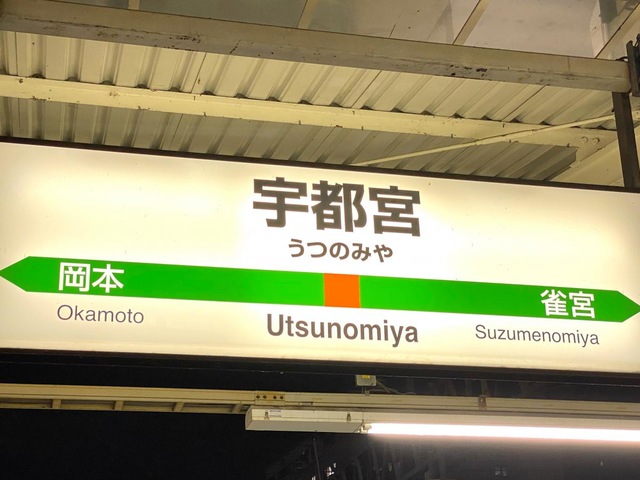 宇都宮
うつのみや
岡本
雀宮
Okamoto
Utsunomiya
Suzumenomiya